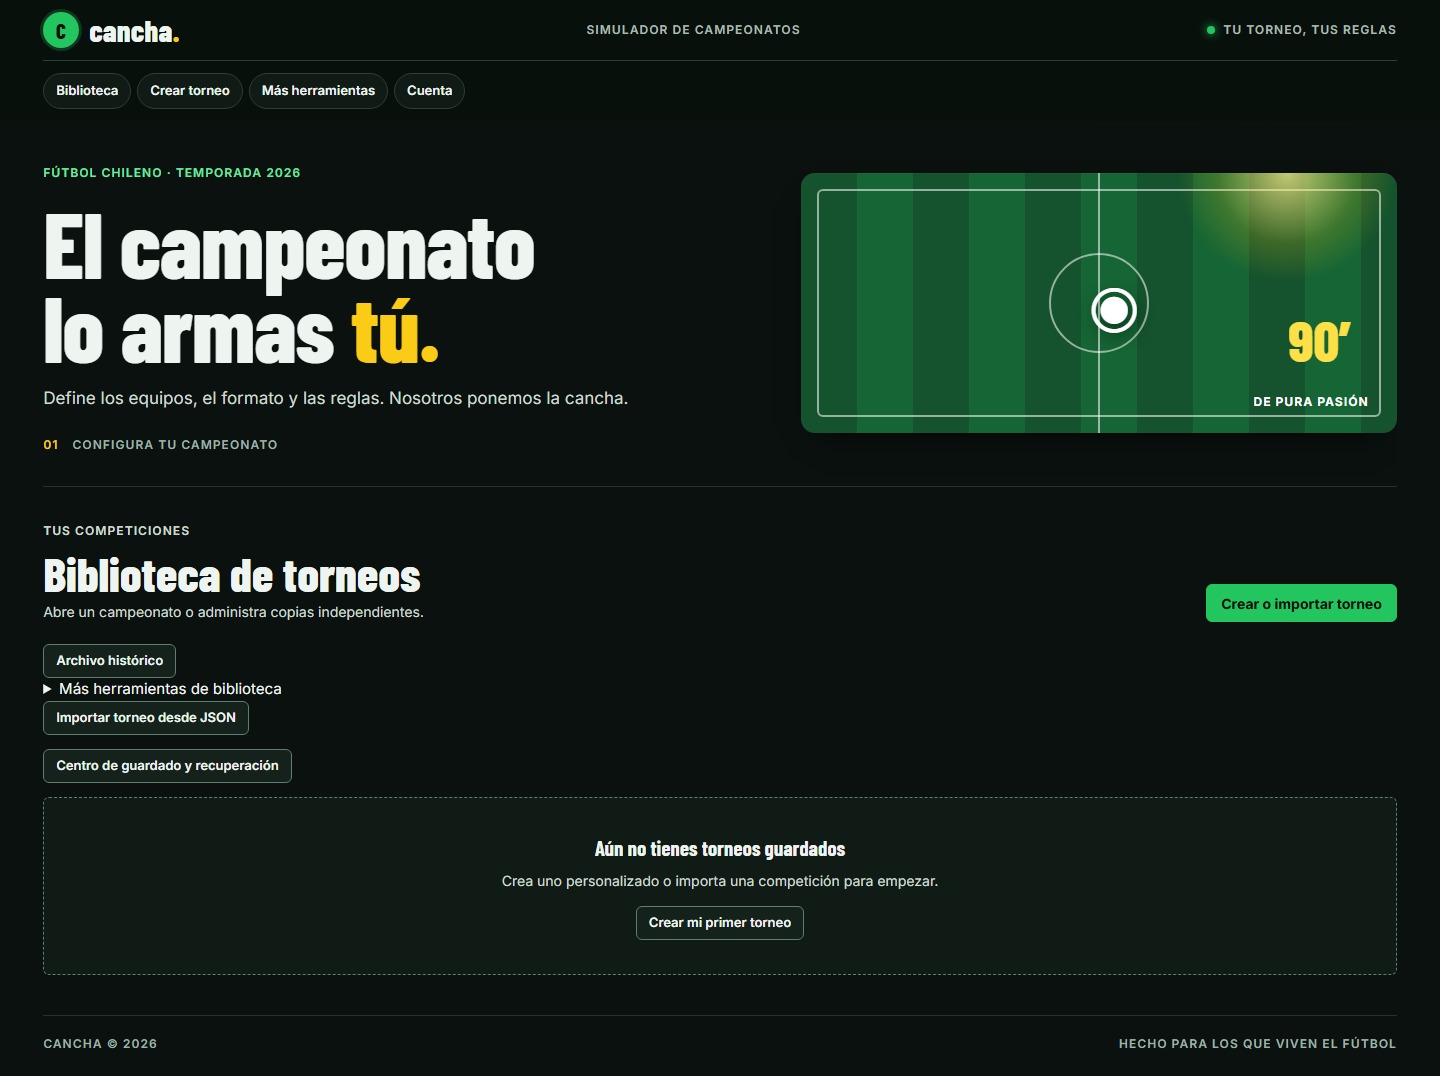 C cancha.
SIMULADOR DE CAMPEONATOS
TU TORNEO, TUS REGLAS
Biblioteca
Crear torneo
Más herramientas
Cuenta
FÚTBOL CHILENO · TEMPORADA 2026
El campeonato
lo armas tú.
Define los equipos, el formato y las reglas. Nosotros ponemos la cancha.
01 CONFIGURA TU CAMPEONATO
90′
DE PURA PASIÓN
TUS COMPETICIONES
Biblioteca de torneos
Abre un campeonato o administra copias independientes.
Crear o importar torneo
Archivo histórico
Más herramientas de biblioteca
Importar torneo desde JSON
Centro de guardado y recuperación
Aún no tienes torneos guardados
Crea uno personalizado o importa una competición para empezar.
Crear mi primer torneo
CANCHA © 2026
HECHO PARA LOS QUE VIVEN EL FÚTBOL